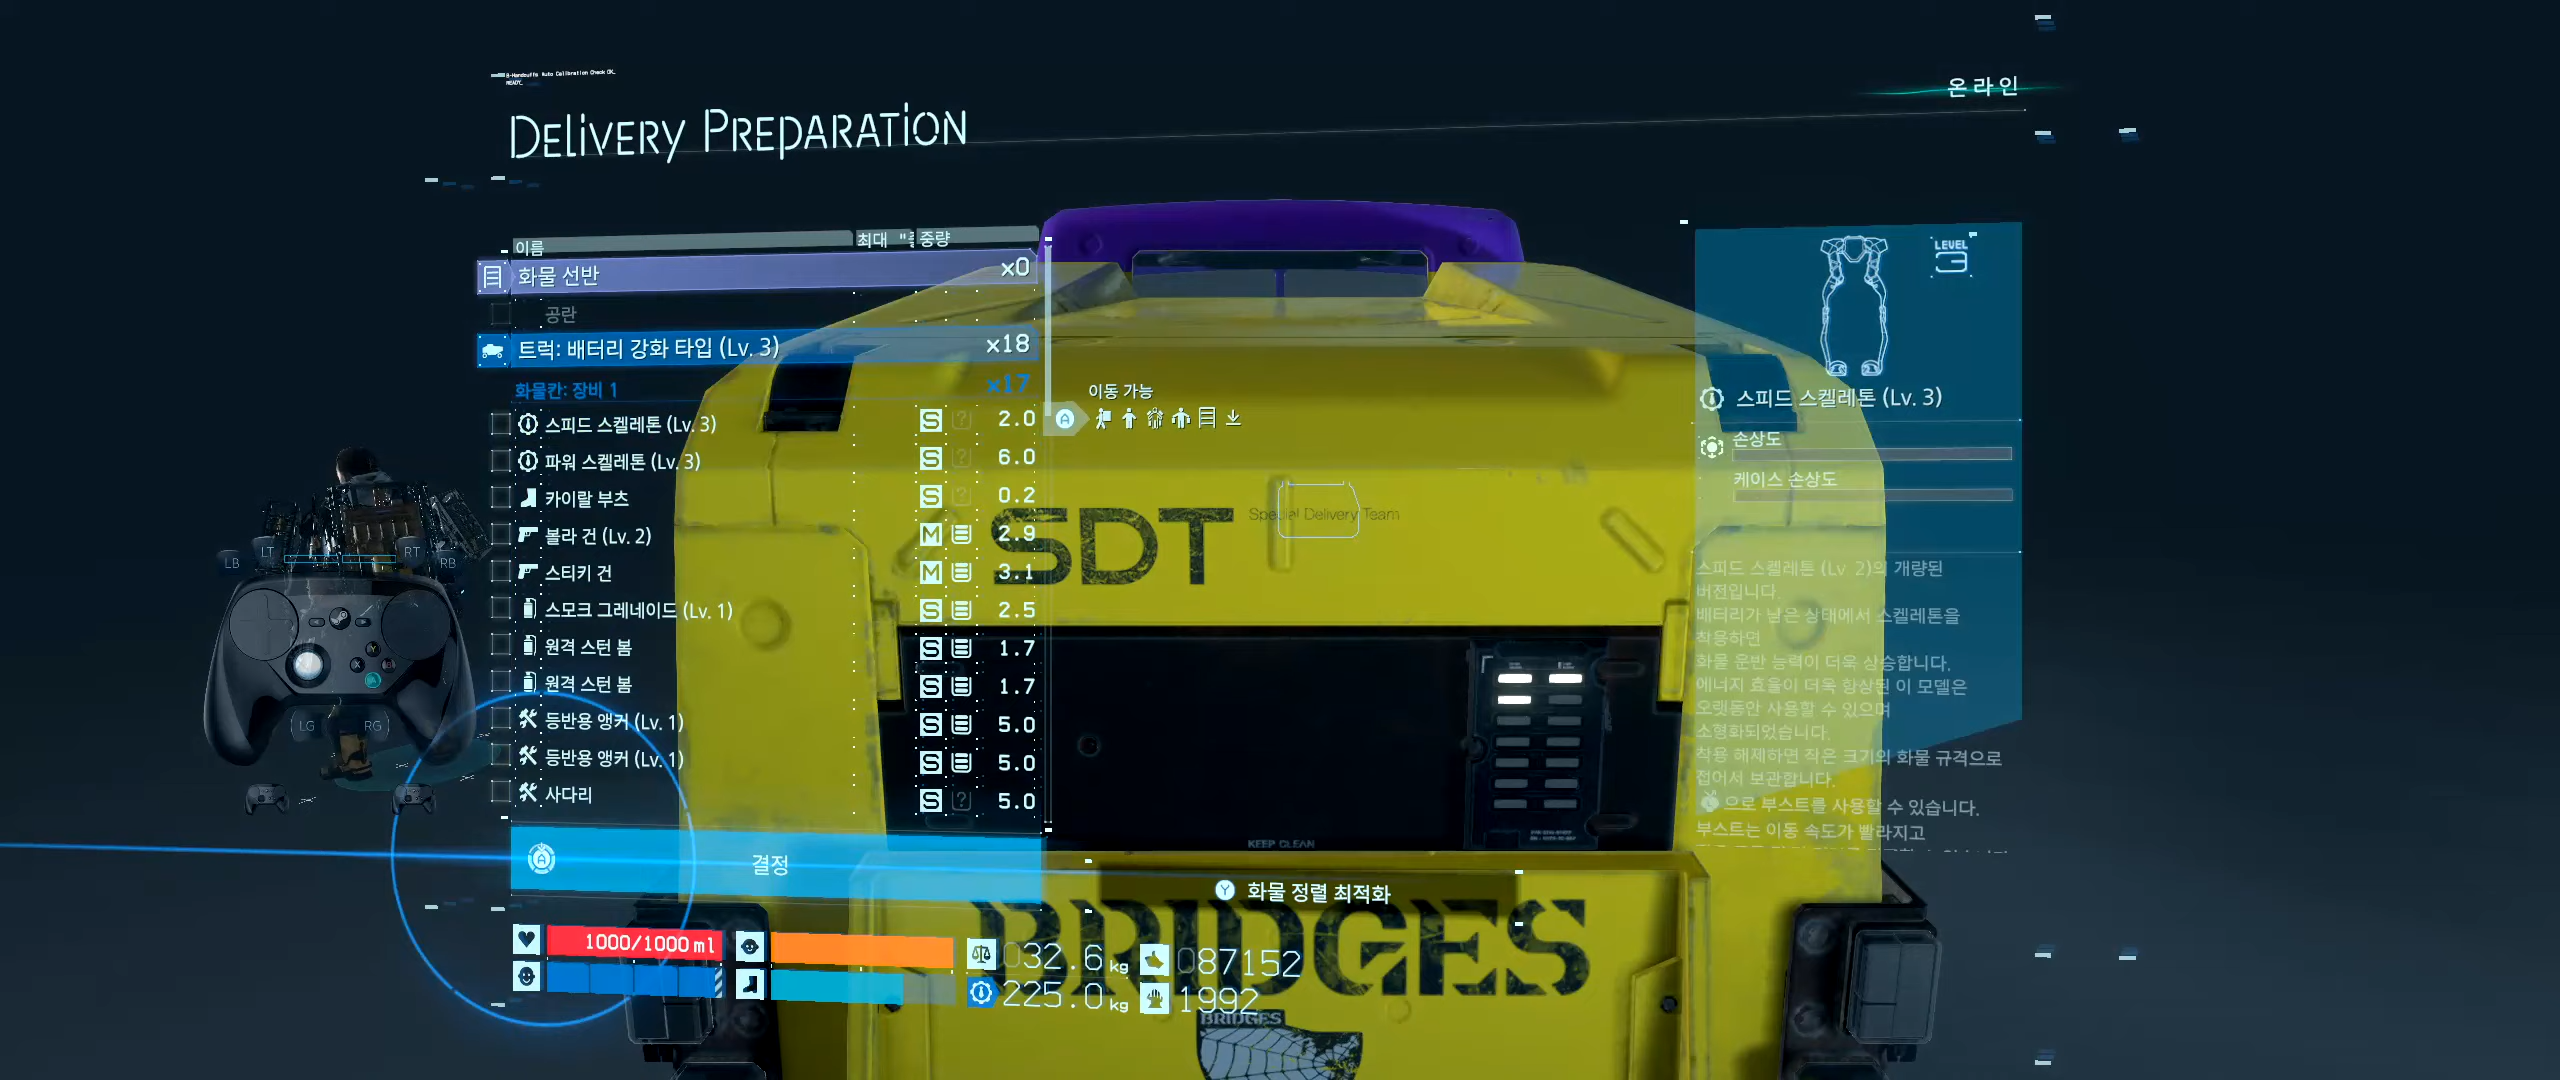 B-Handcuffs Auto Calibration Check OK.
READY.
온라인
Delivery Preparation
이름 최대 중량
화물 선반 x0
공란
트럭: 배터리 강화 타입 (Lv. 3) x18
화물칸: 장비 1 x17
스피드 스켈레톤 (Lv. 3) S ? 2.0
파워 스켈레톤 (Lv. 3) S ? 6.0
카이랄 부츠 S ? 0.2
볼라 건 (Lv. 2) M 2.9
스티키 건 M 3.1
스모크 그레네이드 (Lv. 1) S 2.5
원격 스턴 봄 S 1.7
원격 스턴 봄 S 1.7
등반용 앵커 (Lv. 1) S 5.0
등반용 앵커 (Lv. 1) S 5.0
사다리 S ? 5.0
A 결정
이동 가능
A
SDT Special Delivery Team
KEEP CLEAN
Y 화물 정렬 최적화
BRIDGES
BRIDGES
1000/1000 ml
032.6 kg 087152
225.0 kg 1992
LEVEL 3
스피드 스켈레톤 (Lv. 3)
손상도
케이스 손상도
스피드 스켈레톤 (Lv. 2)의 개량된
버전입니다.
배터리가 남은 상태에서 스켈레톤을
착용하면
화물 운반 능력이 더욱 상승합니다.
에너지 효율이 더욱 향상된 이 모델은
오랫동안 사용할 수 있으며
소형화되었습니다.
착용 해제하면 작은 크기의 화물 규격으로
접어서 보관합니다.
으로 부스트를 사용할 수 있습니다.
부스트는 이동 속도가 빨라지고
LB LT RT RB
Y
X B
A
LG RG